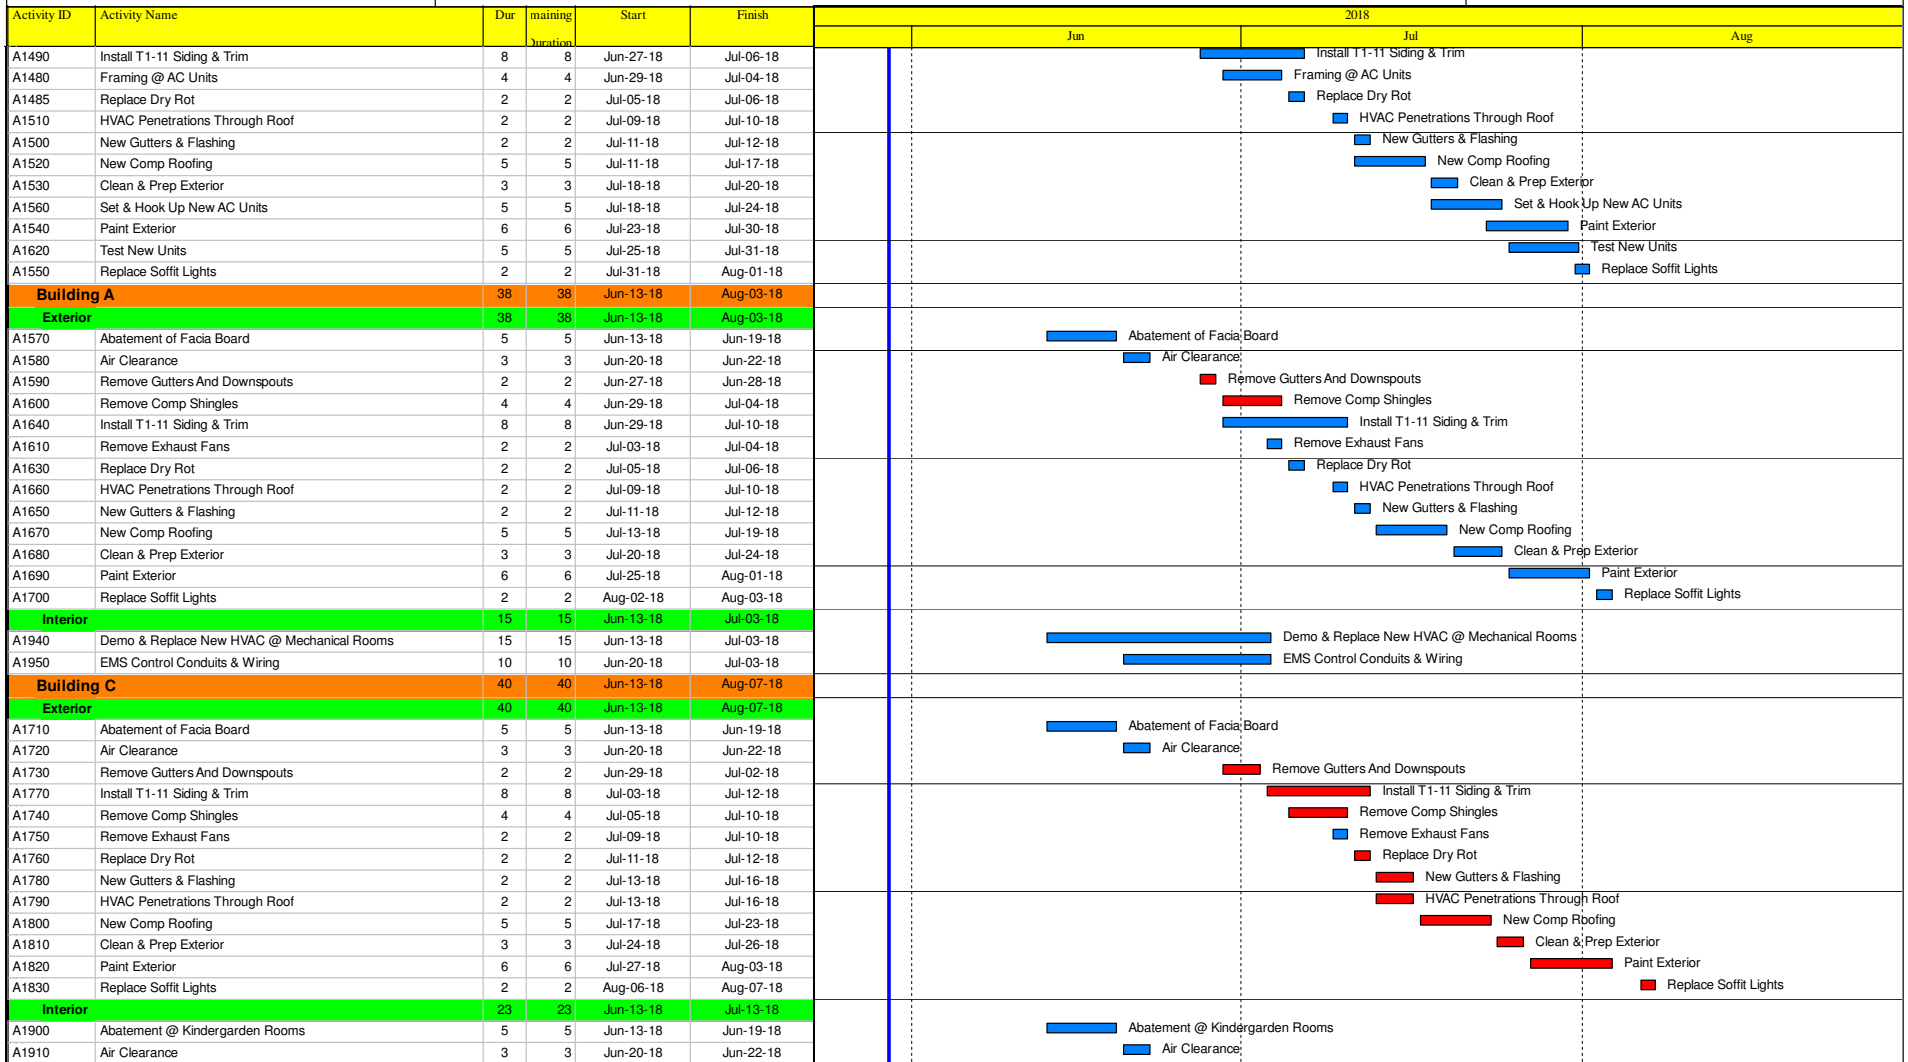 Activity ID Activity Name Dur maining Duration Start Finish 2018
Jun Jul Aug
A1490 Install T1-11 Siding & Trim 8 8 Jun-27-18 Jul-06-18 Install T1-11 Siding & Trim
A1480 Framing @ AC Units 4 4 Jun-29-18 Jul-04-18 Framing @ AC Units
A1485 Replace Dry Rot 2 2 Jul-05-18 Jul-06-18 Replace Dry Rot
A1510 HVAC Penetrations Through Roof 2 2 Jul-09-18 Jul-10-18 HVAC Penetrations Through Roof
A1500 New Gutters & Flashing 2 2 Jul-11-18 Jul-12-18 New Gutters & Flashing
A1520 New Comp Roofing 5 5 Jul-11-18 Jul-17-18 New Comp Roofing
A1530 Clean & Prep Exterior 3 3 Jul-18-18 Jul-20-18 Clean & Prep Exterior
A1560 Set & Hook Up New AC Units 5 5 Jul-18-18 Jul-24-18 Set & Hook Up New AC Units
A1540 Paint Exterior 6 6 Jul-23-18 Jul-30-18 Paint Exterior
A1620 Test New Units 5 5 Jul-25-18 Jul-31-18 Test New Units
A1550 Replace Soffit Lights 2 2 Jul-31-18 Aug-01-18 Replace Soffit Lights
Building A 38 38 Jun-13-18 Aug-03-18
Exterior 38 38 Jun-13-18 Aug-03-18
A1570 Abatement of Facia Board 5 5 Jun-13-18 Jun-19-18 Abatement of Facia Board
A1580 Air Clearance 3 3 Jun-20-18 Jun-22-18 Air Clearance
A1590 Remove Gutters And Downspouts 2 2 Jun-27-18 Jun-28-18 Remove Gutters And Downspouts
A1600 Remove Comp Shingles 4 4 Jun-29-18 Jul-04-18 Remove Comp Shingles
A1640 Install T1-11 Siding & Trim 8 8 Jun-29-18 Jul-10-18 Install T1-11 Siding & Trim
A1610 Remove Exhaust Fans 2 2 Jul-03-18 Jul-04-18 Remove Exhaust Fans
A1630 Replace Dry Rot 2 2 Jul-05-18 Jul-06-18 Replace Dry Rot
A1660 HVAC Penetrations Through Roof 2 2 Jul-09-18 Jul-10-18 HVAC Penetrations Through Roof
A1650 New Gutters & Flashing 2 2 Jul-11-18 Jul-12-18 New Gutters & Flashing
A1670 New Comp Roofing 5 5 Jul-13-18 Jul-19-18 New Comp Roofing
A1680 Clean & Prep Exterior 3 3 Jul-20-18 Jul-24-18 Clean & Prep Exterior
A1690 Paint Exterior 6 6 Jul-25-18 Aug-01-18 Paint Exterior
A1700 Replace Soffit Lights 2 2 Aug-02-18 Aug-03-18 Replace Soffit Lights
Interior 15 15 Jun-13-18 Jul-03-18
A1940 Demo & Replace New HVAC @ Mechanical Rooms 15 15 Jun-13-18 Jul-03-18 Demo & Replace New HVAC @ Mechanical Rooms
A1950 EMS Control Conduits & Wiring 10 10 Jun-20-18 Jul-03-18 EMS Control Conduits & Wiring
Building C 40 40 Jun-13-18 Aug-07-18
Exterior 40 40 Jun-13-18 Aug-07-18
A1710 Abatement of Facia Board 5 5 Jun-13-18 Jun-19-18 Abatement of Facia Board
A1720 Air Clearance 3 3 Jun-20-18 Jun-22-18 Air Clearance
A1730 Remove Gutters And Downspouts 2 2 Jun-29-18 Jul-02-18 Remove Gutters And Downspouts
A1770 Install T1-11 Siding & Trim 8 8 Jul-03-18 Jul-12-18 Install T1-11 Siding & Trim
A1740 Remove Comp Shingles 4 4 Jul-05-18 Jul-10-18 Remove Comp Shingles
A1750 Remove Exhaust Fans 2 2 Jul-09-18 Jul-10-18 Remove Exhaust Fans
A1760 Replace Dry Rot 2 2 Jul-11-18 Jul-12-18 Replace Dry Rot
A1780 New Gutters & Flashing 2 2 Jul-13-18 Jul-16-18 New Gutters & Flashing
A1790 HVAC Penetrations Through Roof 2 2 Jul-13-18 Jul-16-18 HVAC Penetrations Through Roof
A1800 New Comp Roofing 5 5 Jul-17-18 Jul-23-18 New Comp Roofing
A1810 Clean & Prep Exterior 3 3 Jul-24-18 Jul-26-18 Clean & Prep Exterior
A1820 Paint Exterior 6 6 Jul-27-18 Aug-03-18 Paint Exterior
A1830 Replace Soffit Lights 2 2 Aug-06-18 Aug-07-18 Replace Soffit Lights
Interior 23 23 Jun-13-18 Jul-13-18
A1900 Abatement @ Kindergarden Rooms 5 5 Jun-13-18 Jun-19-18 Abatement @ Kindergarden Rooms
A1910 Air Clearance 3 3 Jun-20-18 Jun-22-18 Air Clearance